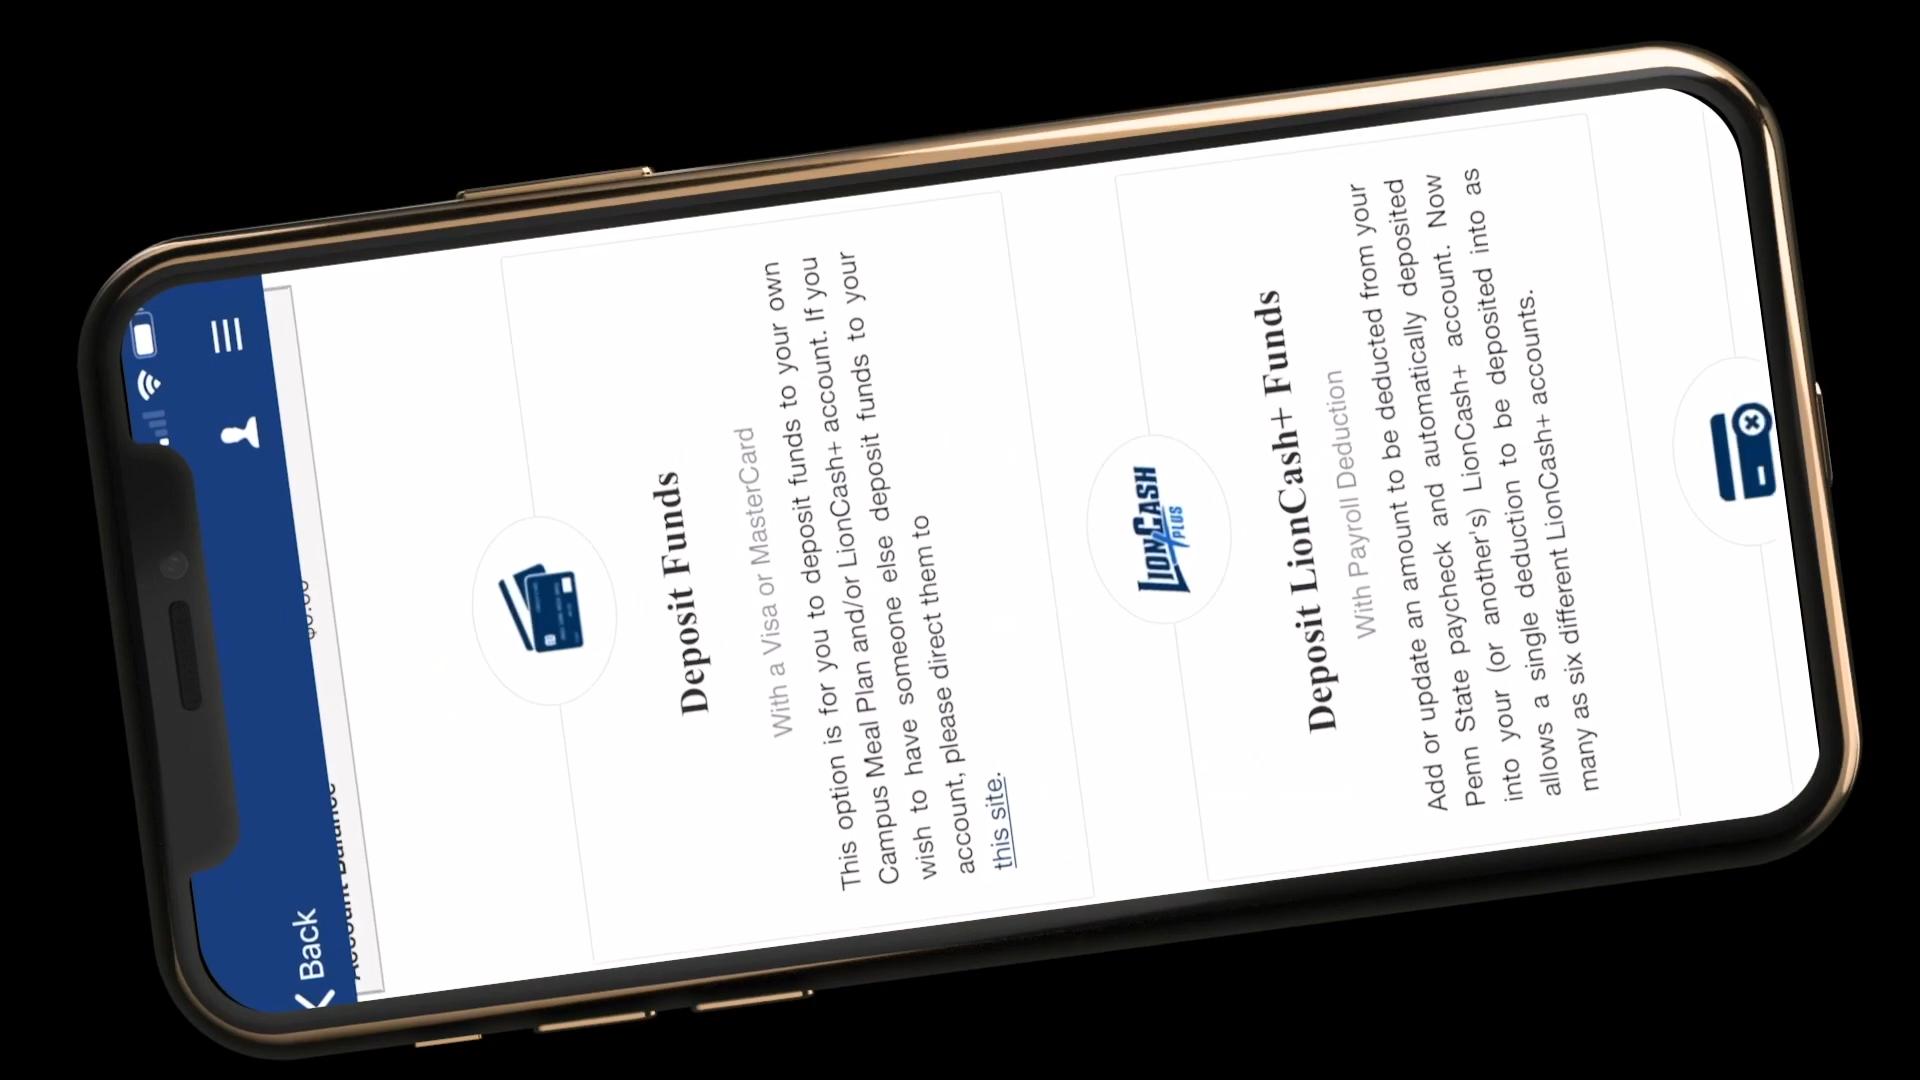 Back
Account Balance
Deposit Funds
With a Visa or MasterCard
This option is for you to deposit funds to your own
Campus Meal Plan and/or LionCash+ account. If you
wish to have someone else deposit funds to your
account, please direct them to
this site.
LIONCASH
PLUS
Deposit LionCash+ Funds
With Payroll Deduction
Add or update an amount to be deducted from your
Penn State paycheck and automatically deposited
into your (or another's) LionCash+ account. Now
allows a single deduction to be deposited into as
many as six different LionCash+ accounts.